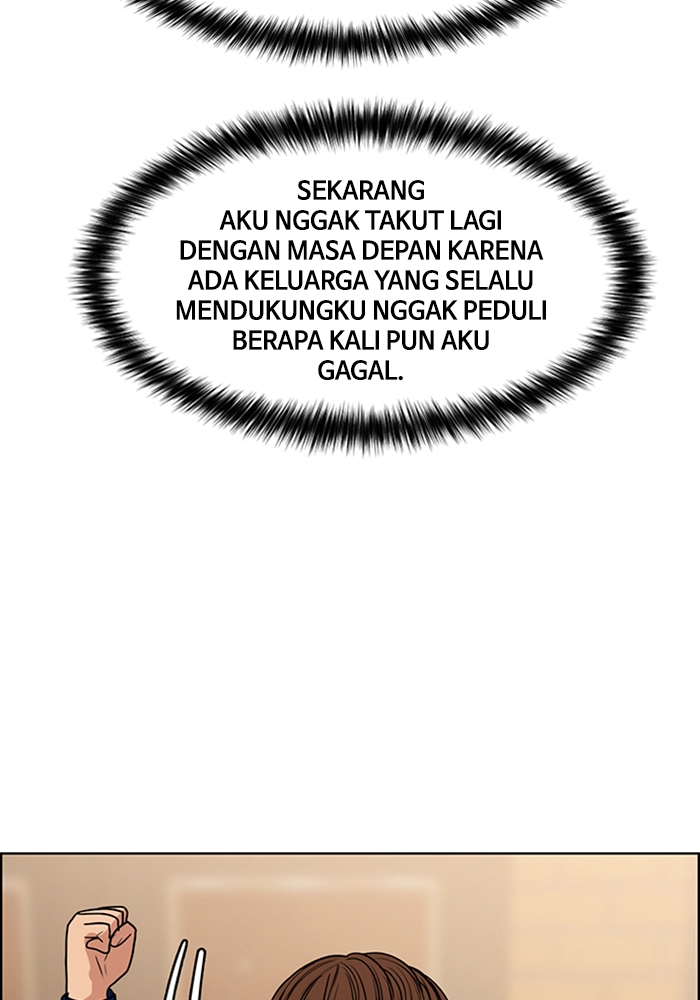 SEKARANG
AKU NGGAK TAKUT LAGI
DENGAN MASA DEPAN KARENA
ADA KELUARGA YANG SELALU
MENDUKUNGKU NGGAK PEDULI
BERAPA KALI PUN AKU
GAGAL.